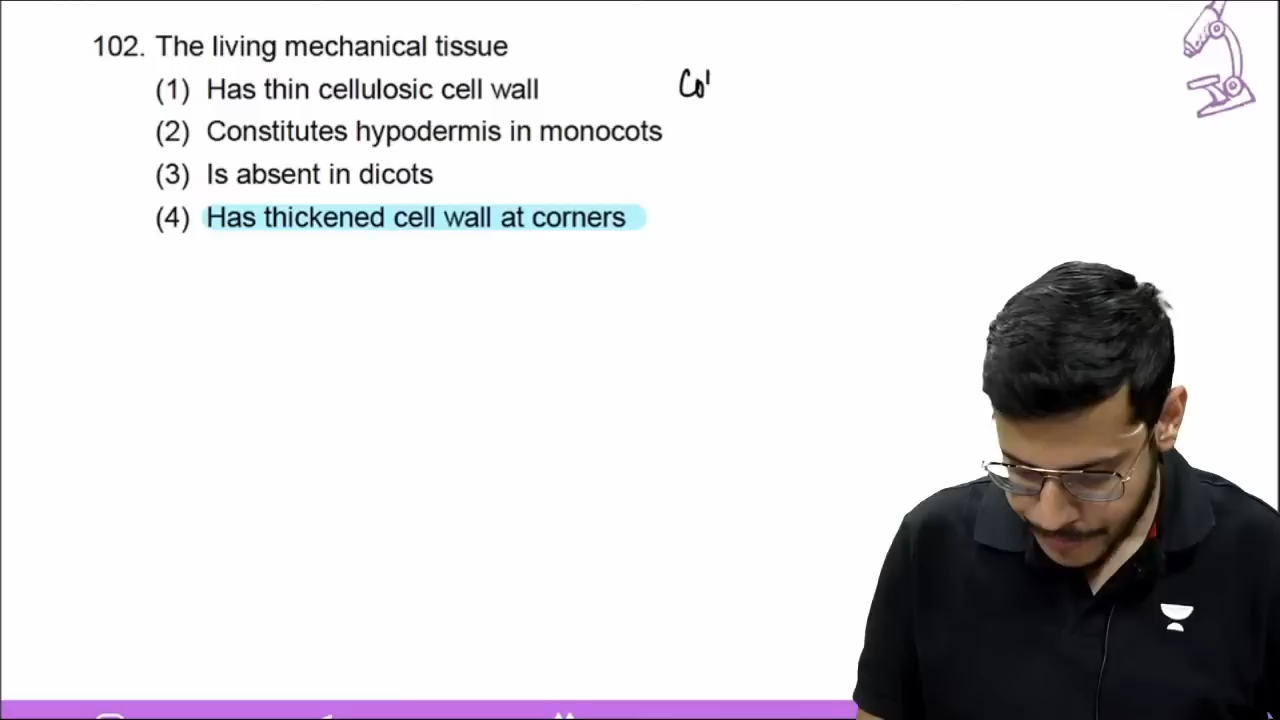 102. The living mechanical tissue
(1) Has thin cellulosic cell wall
Co
(2) Constitutes hypodermis in monocots
(3) Is absent in dicots
(4) Has thickened cell wall at corners